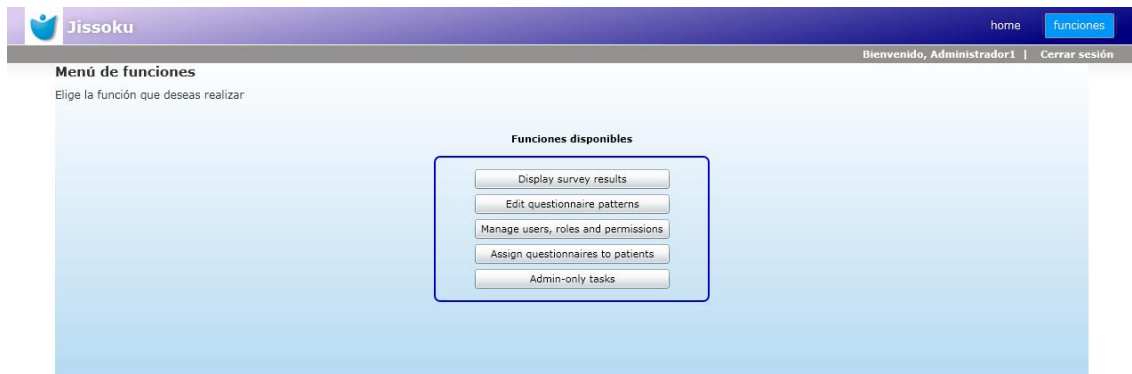 Jissoku
home
funciones
Bienvenido, Administrador1 | Cerrar sesión
Menú de funciones
Elige la función que deseas realizar
Funciones disponibles
Display survey results
Edit questionnaire patterns
Manage users, roles and permissions
Assign questionnaires to patients
Admin-only tasks